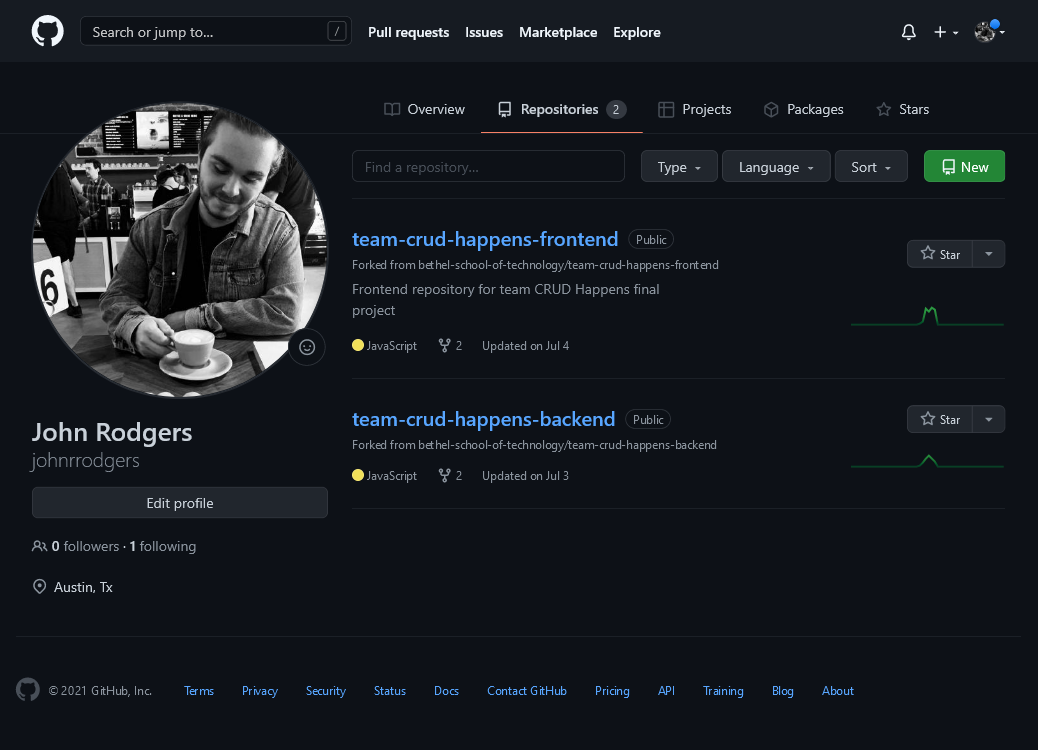 Search or jump to...
/
Pull requests
Issues
Marketplace
Explore
Overview
Repositories 2
Projects
Packages
Stars
Find a repository...
Type
Language
Sort
New
team-crud-happens-frontend Public
Forked from bethel-school-of-technology/team-crud-happens-frontend
Frontend repository for team CRUD Happens final
project
JavaScript 2 Updated on Jul 4
Star
team-crud-happens-backend Public
Forked from bethel-school-of-technology/team-crud-happens-backend
JavaScript 2 Updated on Jul 3
Star
6
John Rodgers
johnrrodgers
Edit profile
0 followers · 1 following
Austin, Tx
© 2021 GitHub, Inc.
Terms
Privacy
Security
Status
Docs
Contact GitHub
Pricing
API
Training
Blog
About